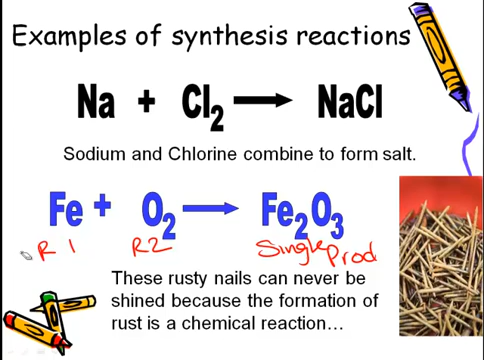 Examples of synthesis reactions
Na + Cl₂ → NaCl
Sodium and Chlorine combine to form salt.
Fe + O₂ → Fe₂O₃
R 1 R2 Single Prod
These rusty nails can never be
shined because the formation of
rust is a chemical reaction…